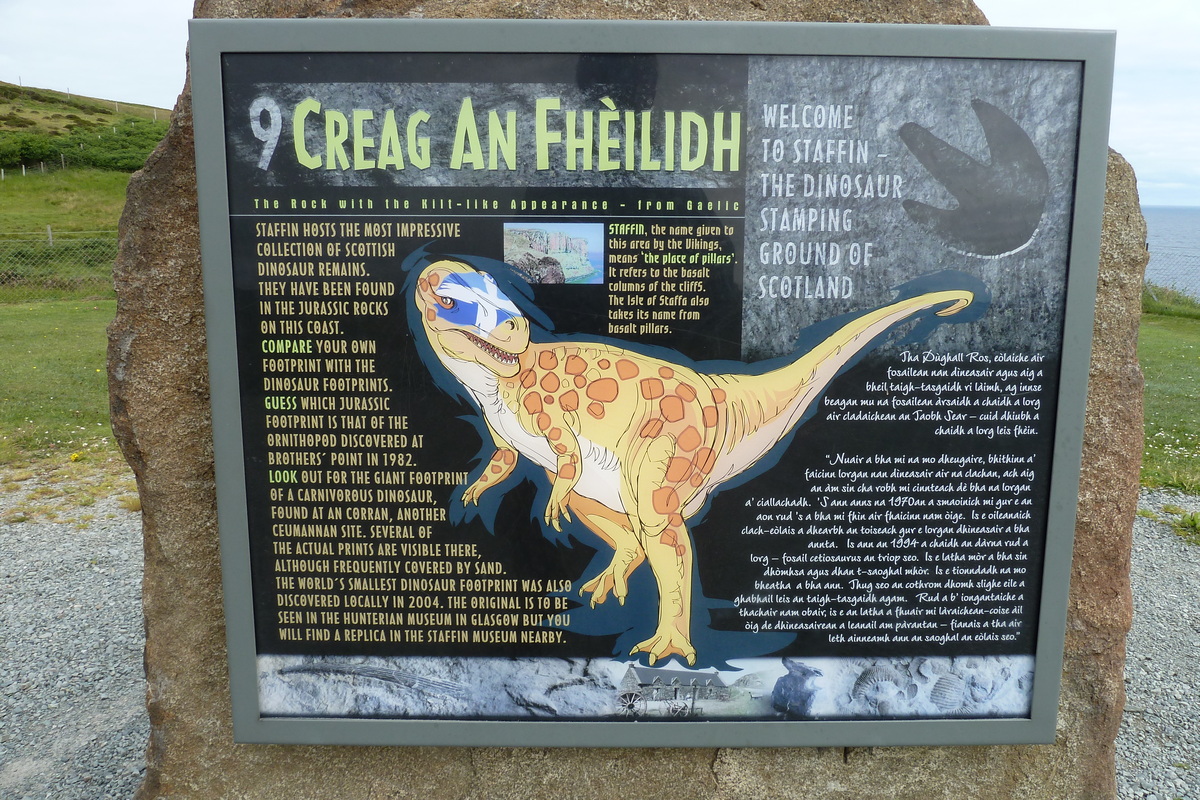 9 CREAG AN FHÈILIDH
The Rock with the Kilt-like Appearance - from Gaelic
STAFFIN HOSTS THE MOST IMPRESSIVE
COLLECTION OF SCOTTISH
DINOSAUR REMAINS.
THEY HAVE BEEN FOUND
IN THE JURASSIC ROCKS
ON THIS COAST.
COMPARE YOUR OWN
FOOTPRINT WITH THE
DINOSAUR FOOTPRINTS.
GUESS WHICH JURASSIC
FOOTPRINT IS THAT OF THE
ORNITHOPOD DISCOVERED AT
BROTHERS' POINT IN 1982.
LOOK OUT FOR THE GIANT FOOTPRINT
OF A CARNIVOROUS DINOSAUR,
FOUND AT AN CORRAN, ANOTHER
CEUMANNAN SITE. SEVERAL OF
THE ACTUAL PRINTS ARE VISIBLE THERE,
ALTHOUGH FREQUENTLY COVERED BY SAND.
THE WORLD'S SMALLEST DINOSAUR FOOTPRINT WAS ALSO
DISCOVERED LOCALLY IN 2004. THE ORIGINAL IS TO BE
SEEN IN THE HUNTERIAN MUSEUM IN GLASGOW BUT YOU
WILL FIND A REPLICA IN THE STAFFIN MUSEUM NEARBY.
STAFFIN, the name given to
this area by the Vikings,
means 'the place of pillars'.
It refers to the basalt
columns of the cliffs.
The Isle of Staffa also
takes its name from
basalt pillars.
WELCOME
TO STAFFIN –
THE DINOSAUR
STAMPING
GROUND OF
SCOTLAND
Tha Dùghall Ros, eòlaiche air
fosailean nan dineasair agus aig a
bheil taigh-tasgaidh ri làimh, ag innse
beagan mu na fosailean àrsaidh a chaidh a lorg
air cladaichean an Taobh Sear – cuid dhiubh a
chaidh a lorg leis fhèin.
"Nuair a bha mi na mo dheugaire, bhithinn a'
faicinn lorgan nan dineasair air na clachan, ach aig
an àm sin cha robh mi cinnteach dè bha na lorgan
a' ciallachadh. 'S ann anns na 1970an a smaoinich mi gur e an
aon rud 's a bha mi fhìn air fhaicinn nam òige. Is e oileanaich
clach-eòlais a dhearbh an toiseach gur e lorgan dhineasair a bha
annta. Is ann an 1994 a chaidh an dàrna rud a
lorg – fosail cetiosaurus an triop seo. Is e latha mòr a bha sin
dhòmhsa agus dhan t-saoghal mhòr. Is e tionndadh na mo
bheatha a bha ann. Thug seo an cothrom dhomh slighe eile a
ghabhail leis an taigh-tasgaidh agam. Rud a b' iongantaiche a
thachair nam obair, is e an latha a fhuair mi làraichean-coise àil
òig de dhineasairean a leanail am pàrantan – fianais a tha air
leth ainneamh ann an saoghal an eòlais seo."